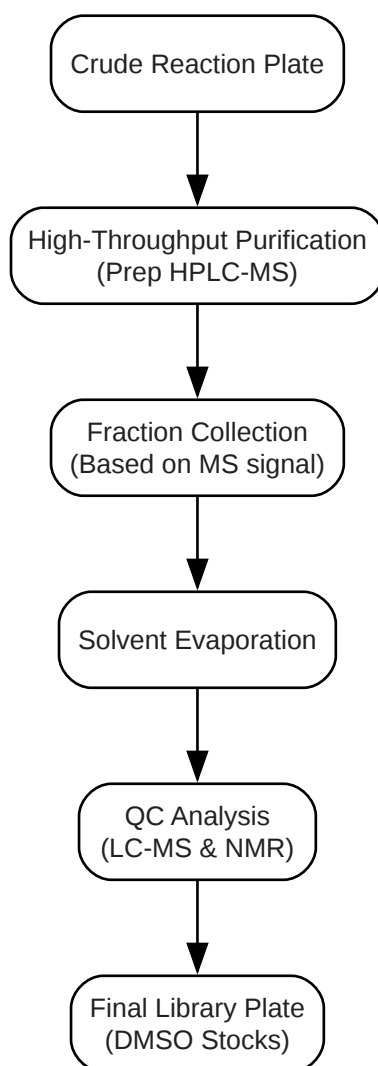 Crude Reaction Plate
High-Throughput Purification
(Prep HPLC-MS)
Fraction Collection
(Based on MS signal)
Solvent Evaporation
QC Analysis
(LC-MS & NMR)
Final Library Plate
(DMSO Stocks)